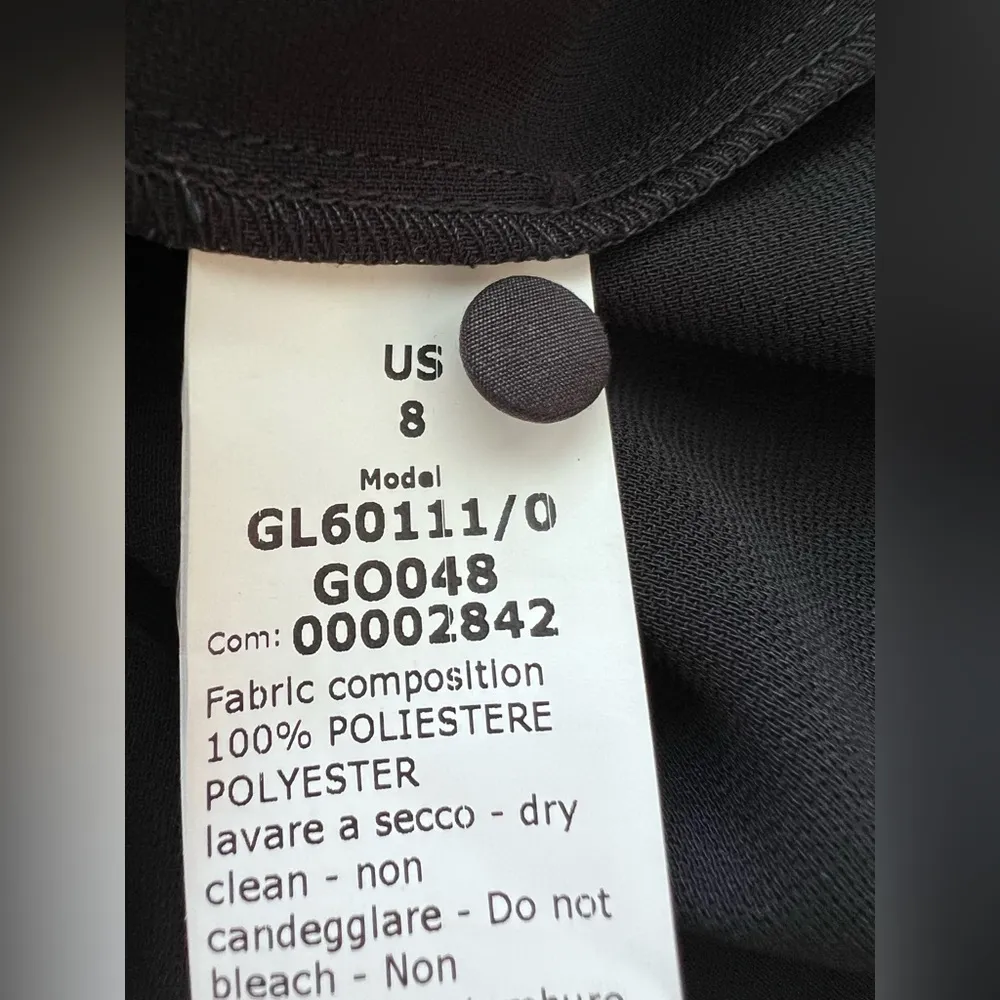 US
8
Model
GL60111/0
GO048
Com: 00002842
Fabric composition
100% POLIESTERE
POLYESTER
lavare a secco - dry
clean - non
candeggiare - Do not
bleach - Non